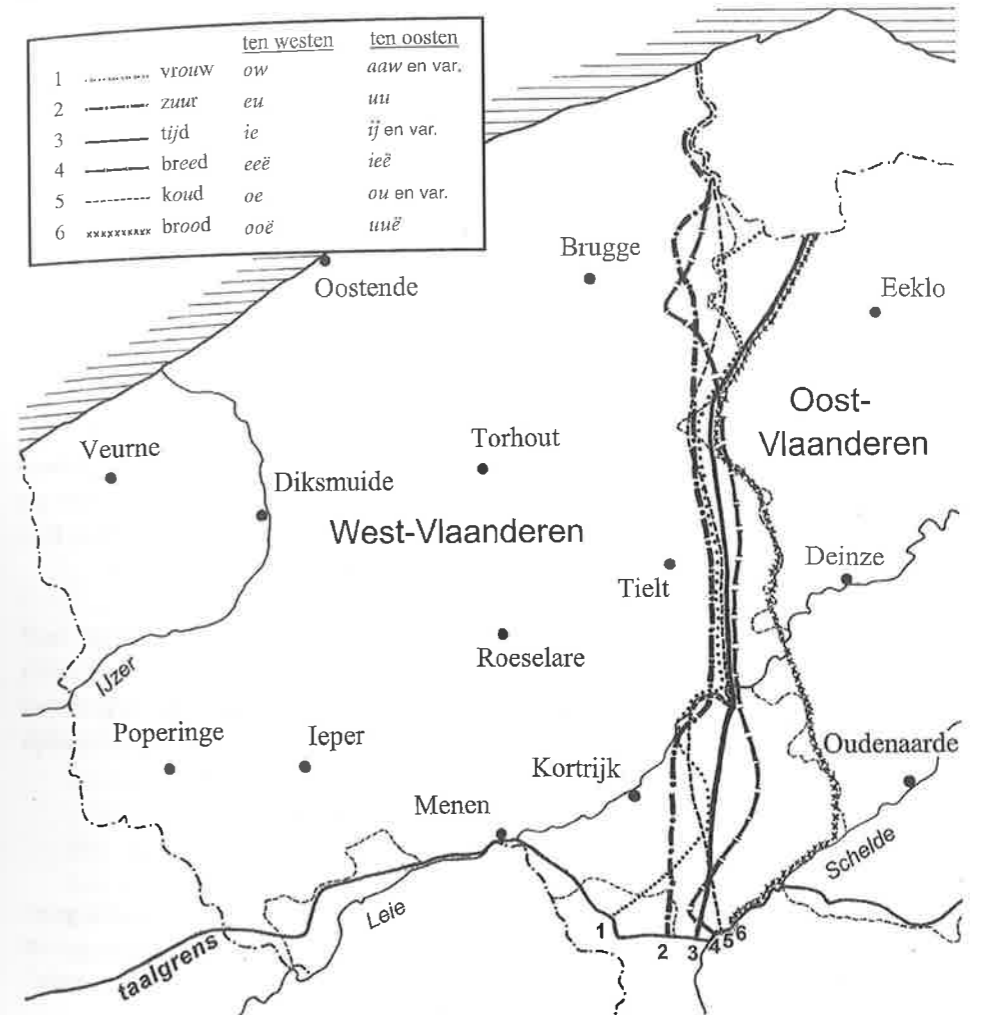 ten westen ten oosten
1 vrouw ow aaw en var.
2 zuur eu uu
3 tijd ie ij en var.
4 breed eeë ieë
5 koud oe ou en var.
6 brood ooë uuë
Brugge
Oostende
Eeklo
Oost-
Vlaanderen
Veurne
Torhout
Diksmuide
West-Vlaanderen
Deinze
Tielt
Roeselare
IJzer
Poperinge
Ieper
Oudenaarde
Kortrijk
Menen
Schelde
Leie
taalgrens
1
2
3
4
5
6